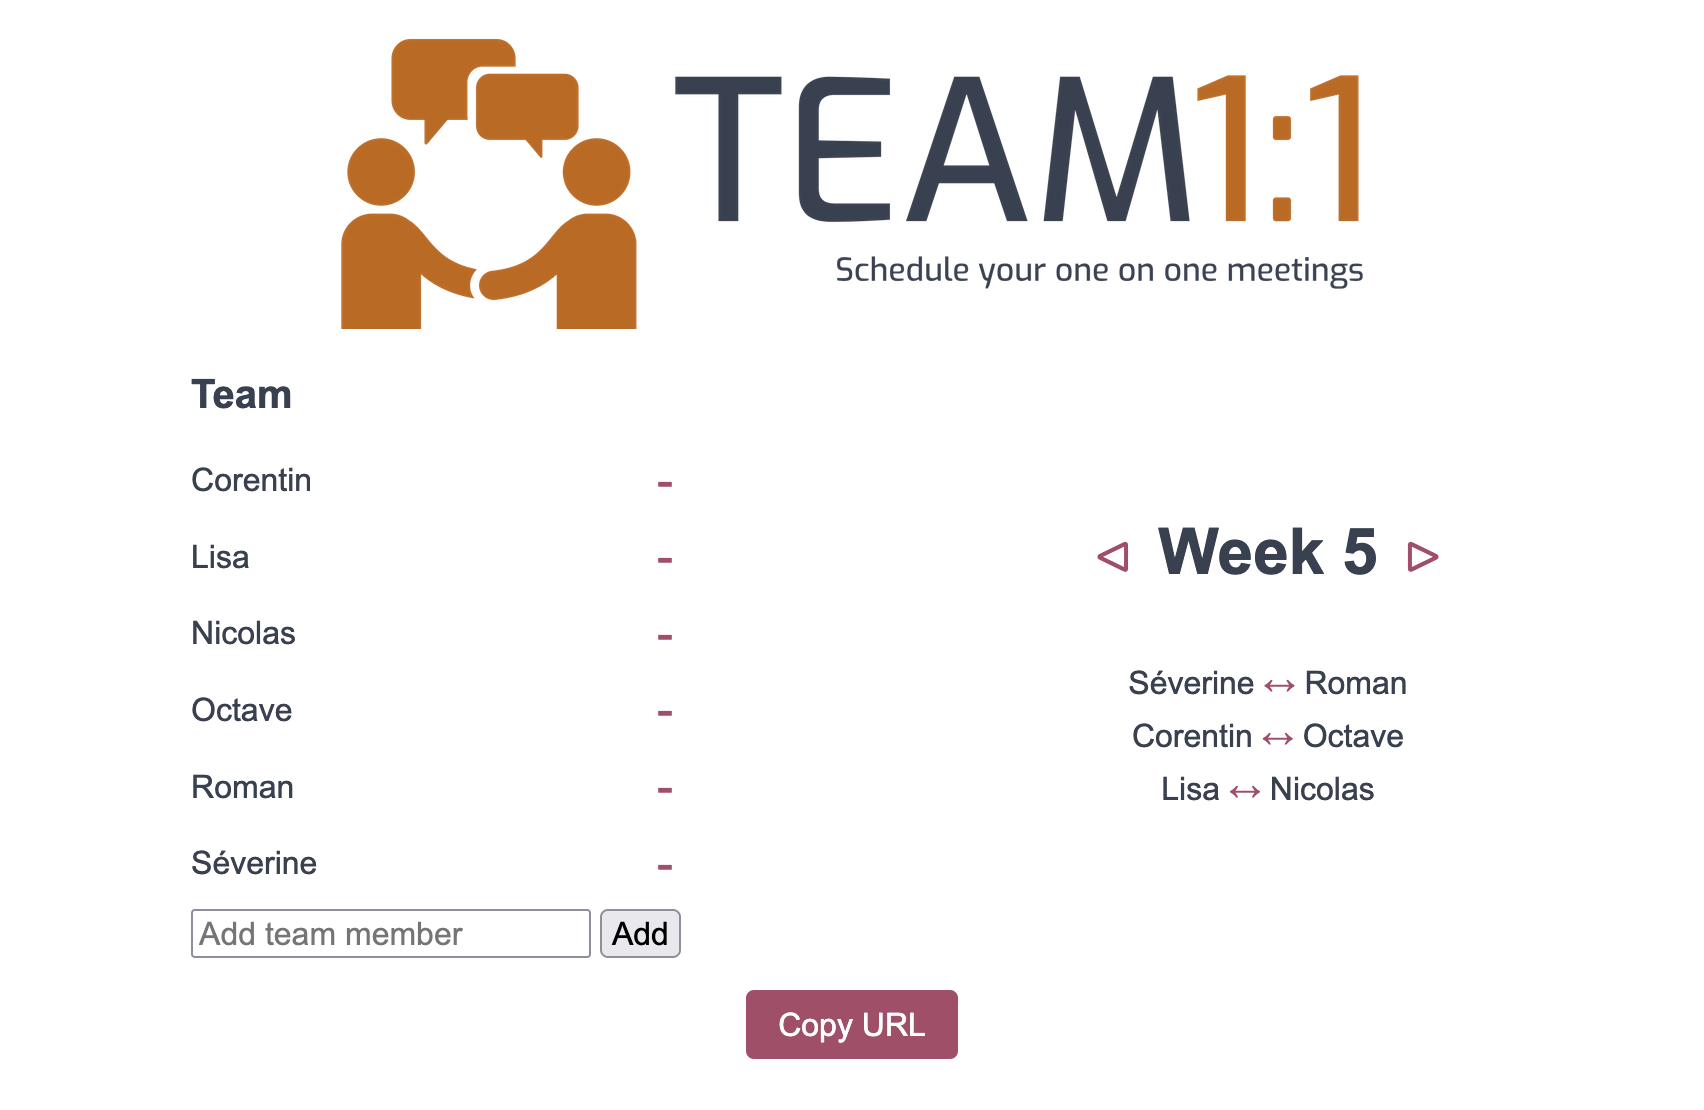 TEAM1:1
Schedule your one on one meetings
Team
Corentin -
Lisa -
Nicolas -
Octave -
Roman -
Séverine -
Add team member Add
Week 5
Séverine ↔ Roman
Corentin ↔ Octave
Lisa ↔ Nicolas
Copy URL